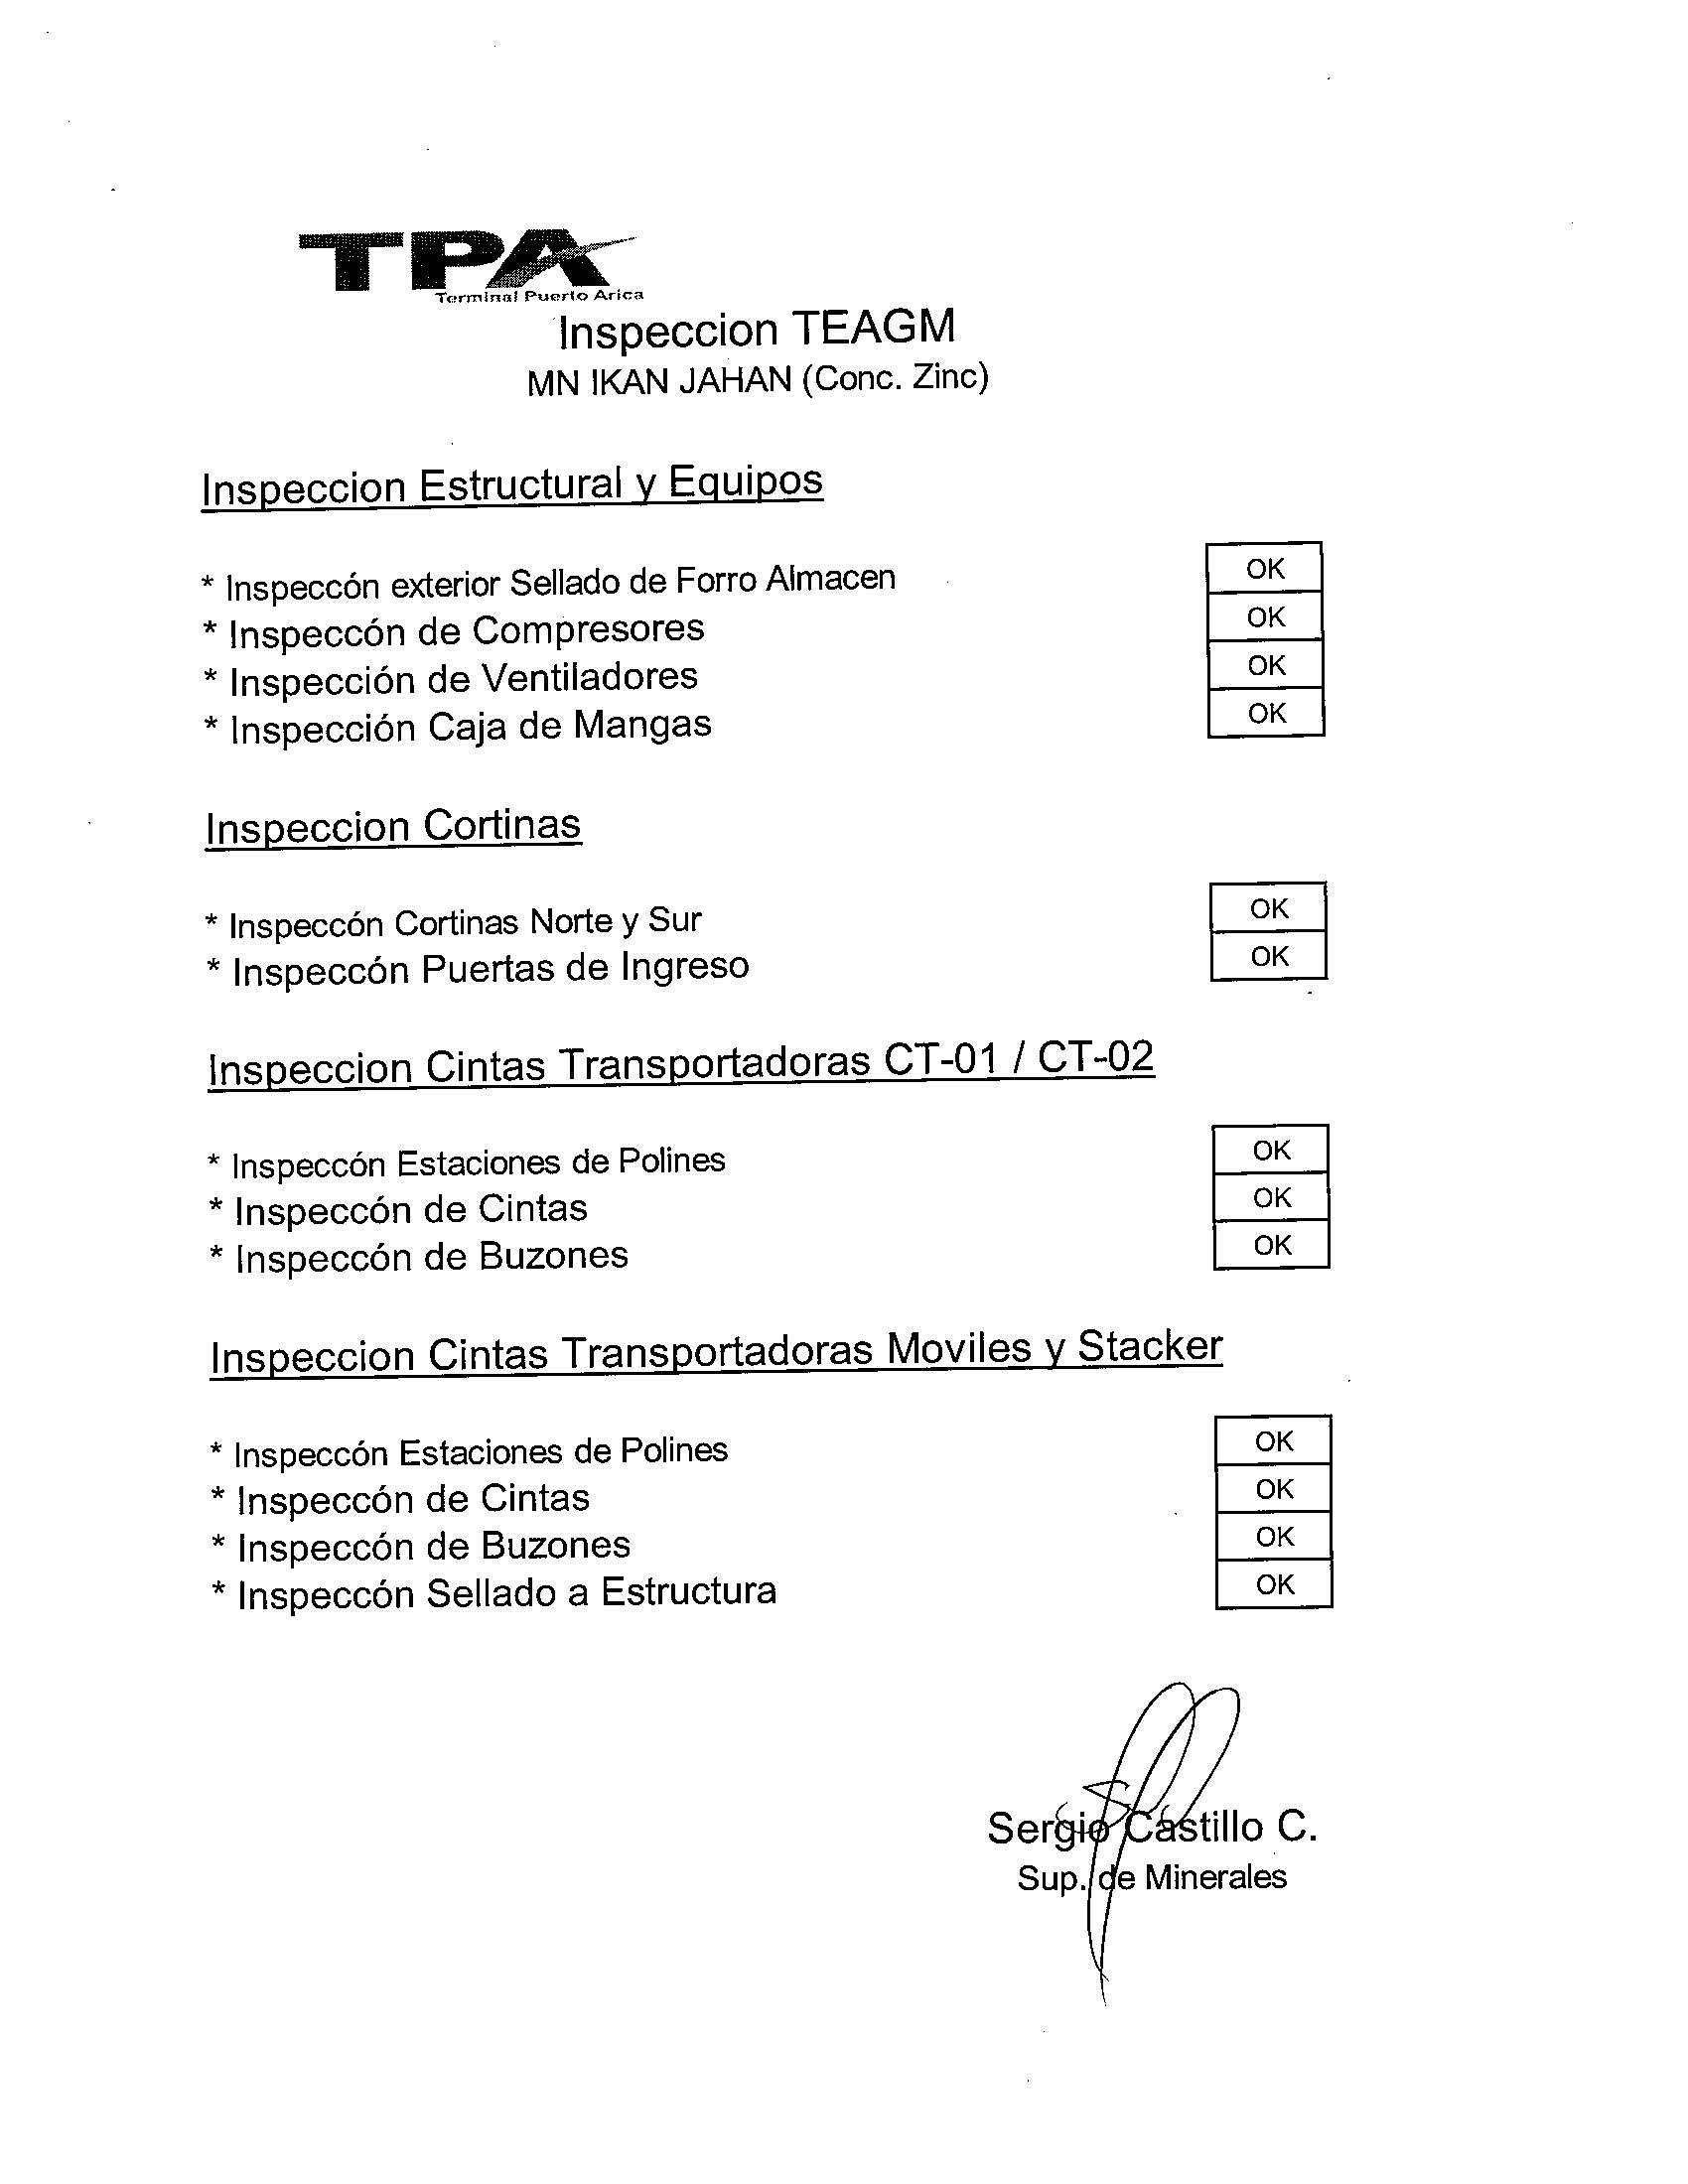 TPA
Terminal Puerto Arica
Inspeccion TEAGM
MN IKAN JAHAN (Conc. Zinc)
Inspeccion Estructural y Equipos
* Inspeccón exterior Sellado de Forro Almacen OK
* Inspeccón de Compresores OK
* Inspección de Ventiladores OK
* Inspección Caja de Mangas OK
Inspeccion Cortinas
* Inspeccón Cortinas Norte y Sur OK
* Inspeccón Puertas de Ingreso OK
Inspeccion Cintas Transportadoras CT-01 / CT-02
* Inspeccón Estaciones de Polines OK
* Inspeccón de Cintas OK
* Inspeccón de Buzones OK
Inspeccion Cintas Transportadoras Moviles y Stacker
* Inspeccón Estaciones de Polines OK
* Inspeccón de Cintas OK
* Inspeccón de Buzones OK
* Inspeccón Sellado a Estructura OK
Sergio Castillo C.
Sup. de Minerales